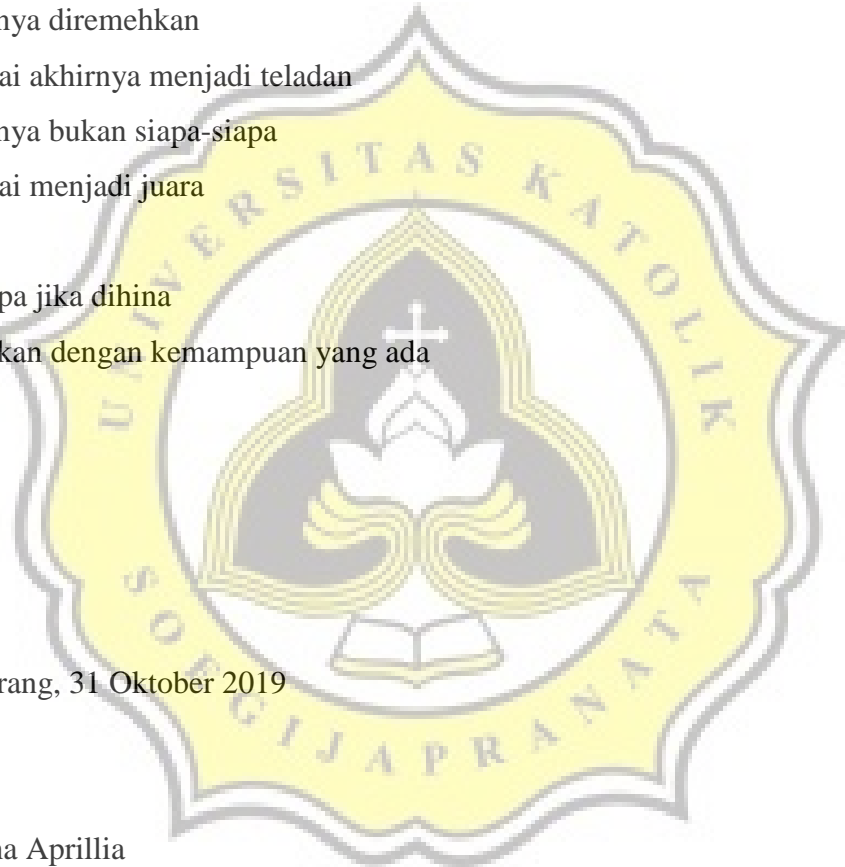 nya diremehkan
ai akhirnya menjadi teladan
nya bukan siapa-siapa
ai menjadi juara
pa jika dihina
kan dengan kemampuan yang ada
rang, 31 Oktober 2019
na Aprillia
UNIVERSITAS KATOLIK
SOEGIJAPRANATA